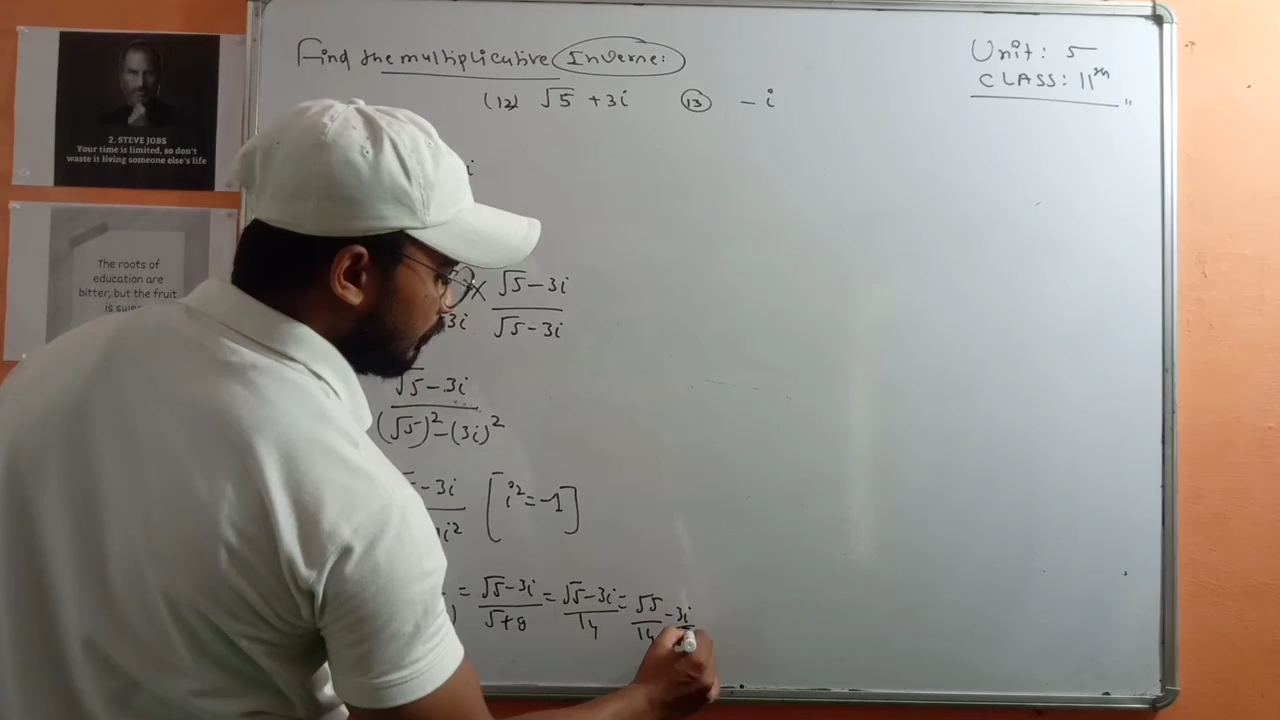 Find the multiplicative Inverse:
Unit: 5
CLASS: 11th
(12) √5 +3i (13) -i
2. STEVE JOBS
Your time is limited, so don't
waste it living someone else's life
i
The roots of
education are
bitter, but the fruit
is
× √5-3i
3i √5-3i
√5-3i
(√5)²-(3i)²
-3i [i²=-1]
i²
= √5-3i = √5-3i = √5 -3i
) 5+9 14 14